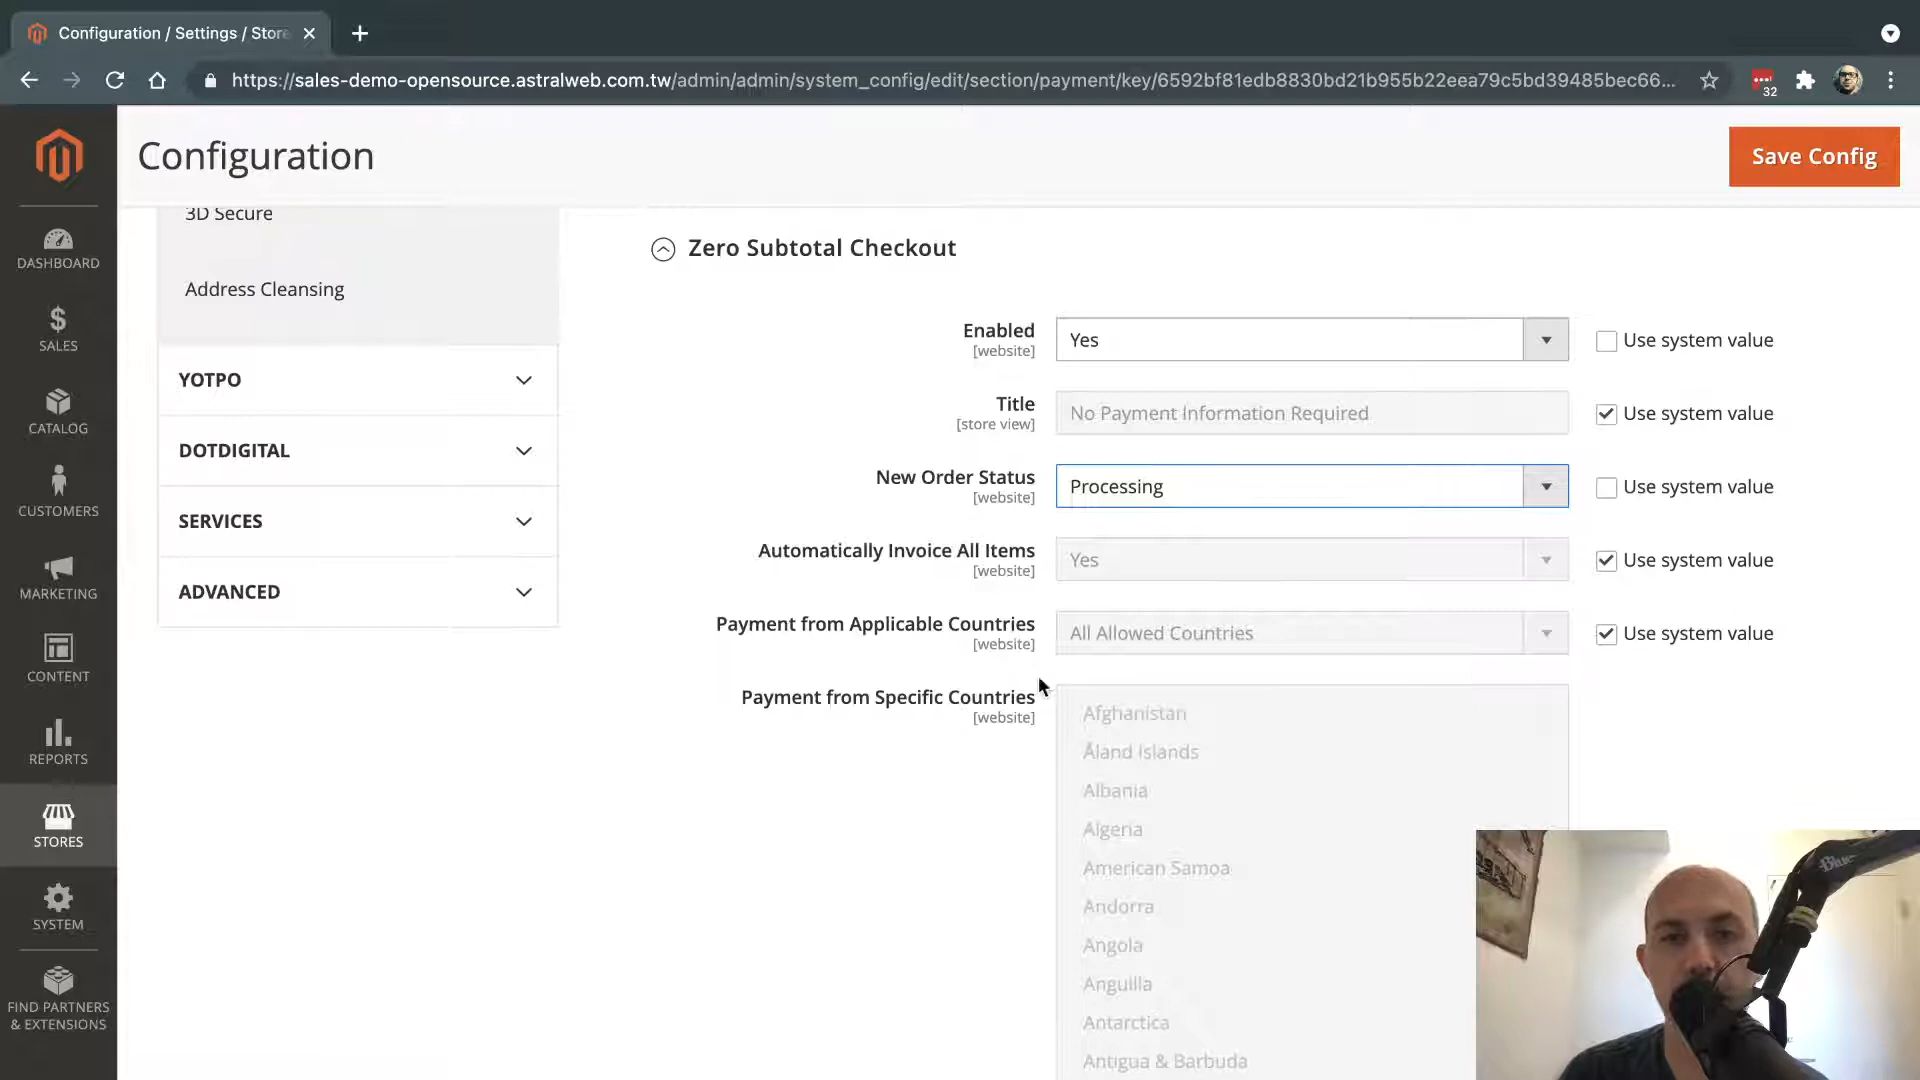 Configuration / Settings / Store
https://sales-demo-opensource.astralweb.com.tw/admin/admin/system_config/edit/section/payment/key/6592bf81edb8830bd21b955b22eea79c5bd39485bec66...
32
Configuration
Save Config
DASHBOARD
SALES
CATALOG
CUSTOMERS
MARKETING
CONTENT
REPORTS
STORES
SYSTEM
FIND PARTNERS
& EXTENSIONS
3D Secure
Address Cleansing
YOTPO
DOTDIGITAL
SERVICES
ADVANCED
Zero Subtotal Checkout
Enabled
[website]
Yes
Use system value
Title
[store view]
No Payment Information Required
Use system value
New Order Status
[website]
Processing
Use system value
Automatically Invoice All Items
[website]
Yes
Use system value
Payment from Applicable Countries
[website]
All Allowed Countries
Use system value
Payment from Specific Countries
[website]
Afghanistan
Åland Islands
Albania
Algeria
American Samoa
Andorra
Angola
Anguilla
Antarctica
Antigua & Barbuda
Blue